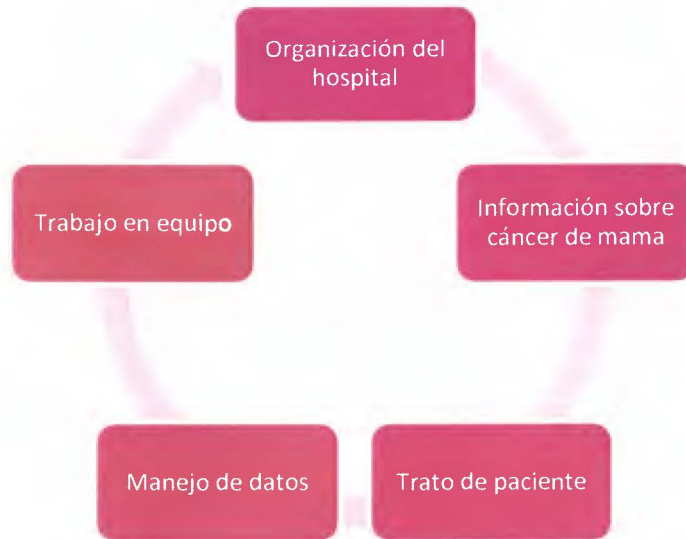 Organización del
hospital
Información sobre
cáncer de mama
Trato de paciente
Manejo de datos
Trabajo en equipo